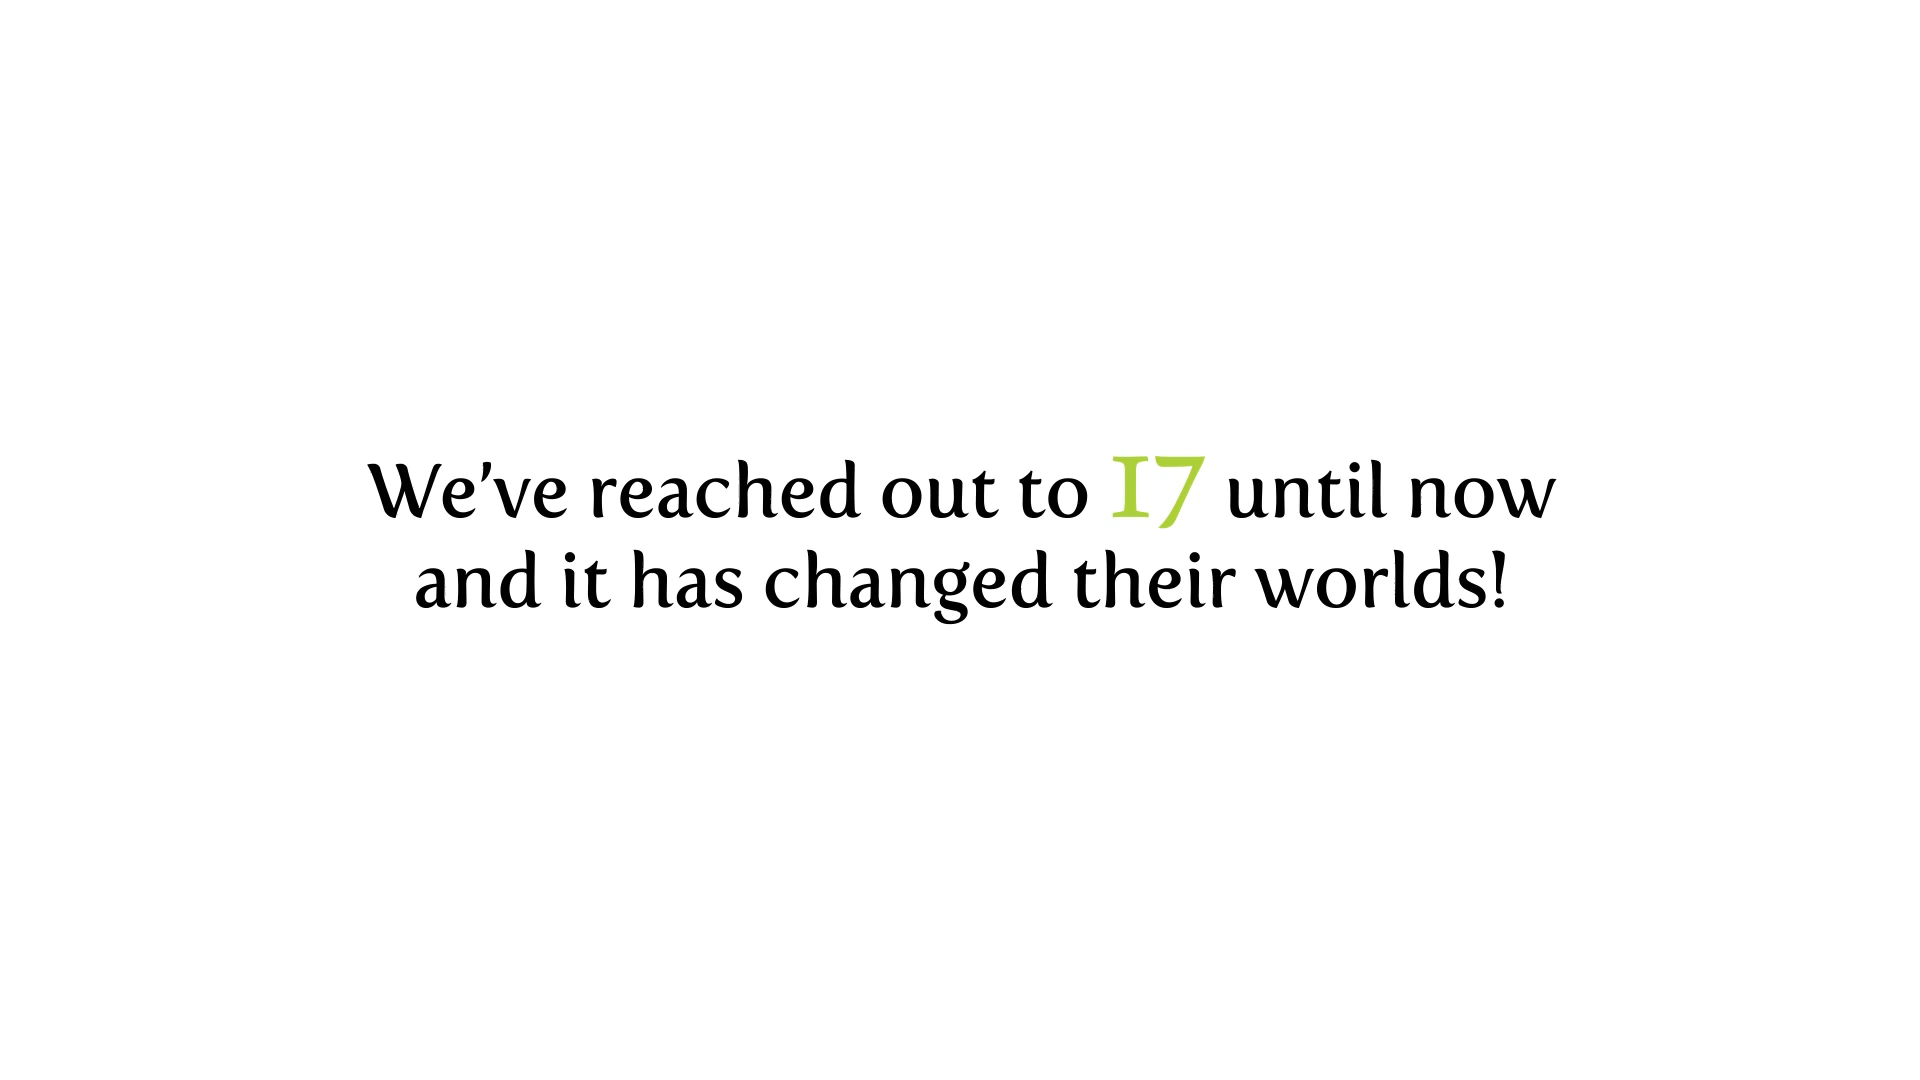 We’ve reached out to 17 until now
and it has changed their worlds!